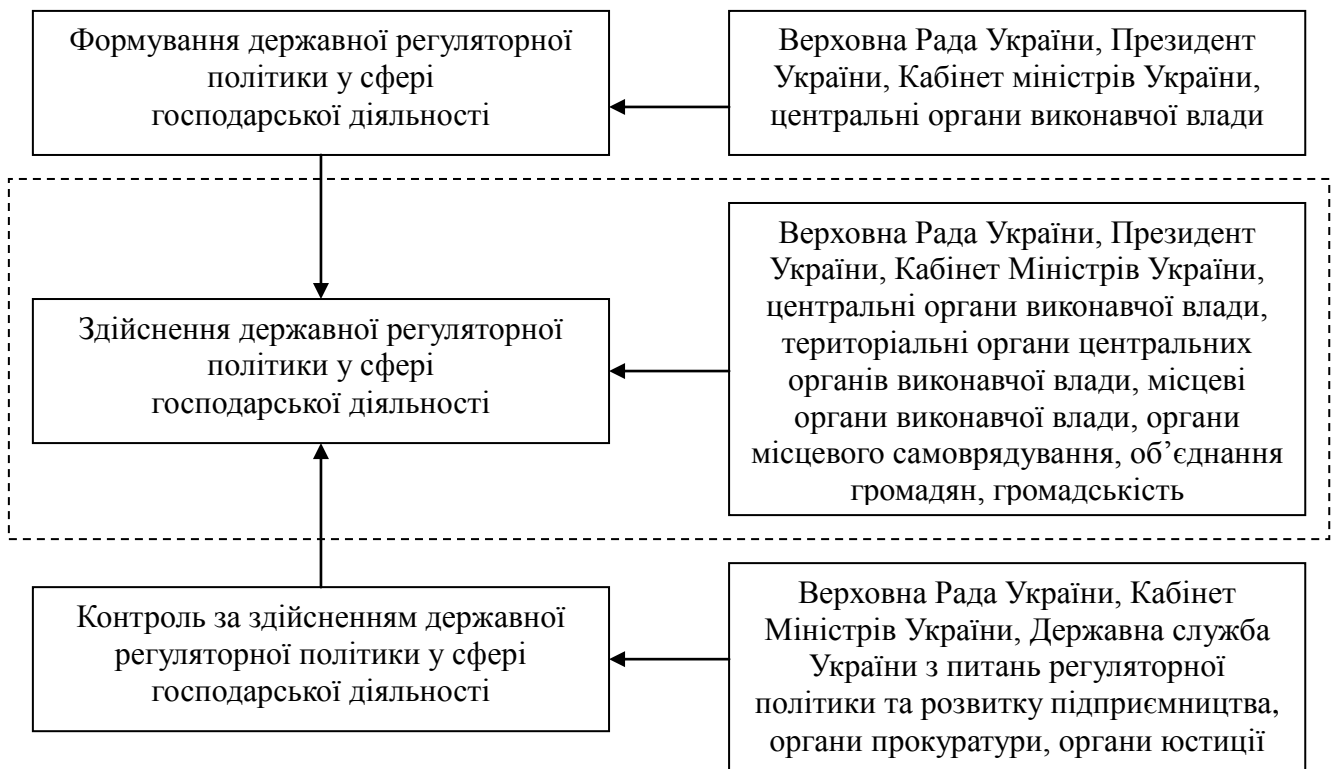 Формування державної регуляторної
політики у сфері
господарської діяльності
Верховна Рада України, Президент
України, Кабінет міністрів України,
центральні органи виконавчої влади
Здійснення державної регуляторної
політики у сфері
господарської діяльності
Верховна Рада України, Президент
України, Кабінет Міністрів України,
центральні органи виконавчої влади,
територіальні органи центральних
органів виконавчої влади, місцеві
органи виконавчої влади, органи
місцевого самоврядування, об’єднання
громадян, громадськість
Контроль за здійсненням державної
регуляторної політики у сфері
господарської діяльності
Верховна Рада України, Кабінет
Міністрів України, Державна служба
України з питань регуляторної
політики та розвитку підприємництва,
органи прокуратури, органи юстиції